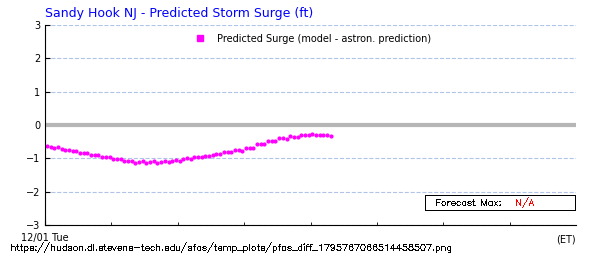 Sandy Hook NJ - Predicted Storm Surge (ft)
3
Predicted Surge (model - astron. prediction)
2
1
0
−1
−2
Forecast Max: N/A
−3
12/01 Tue
(ET)
https://hudson.dl.stevens-tech.edu/sfas/temp_plots/pfas_diff_1795767066514458507.png